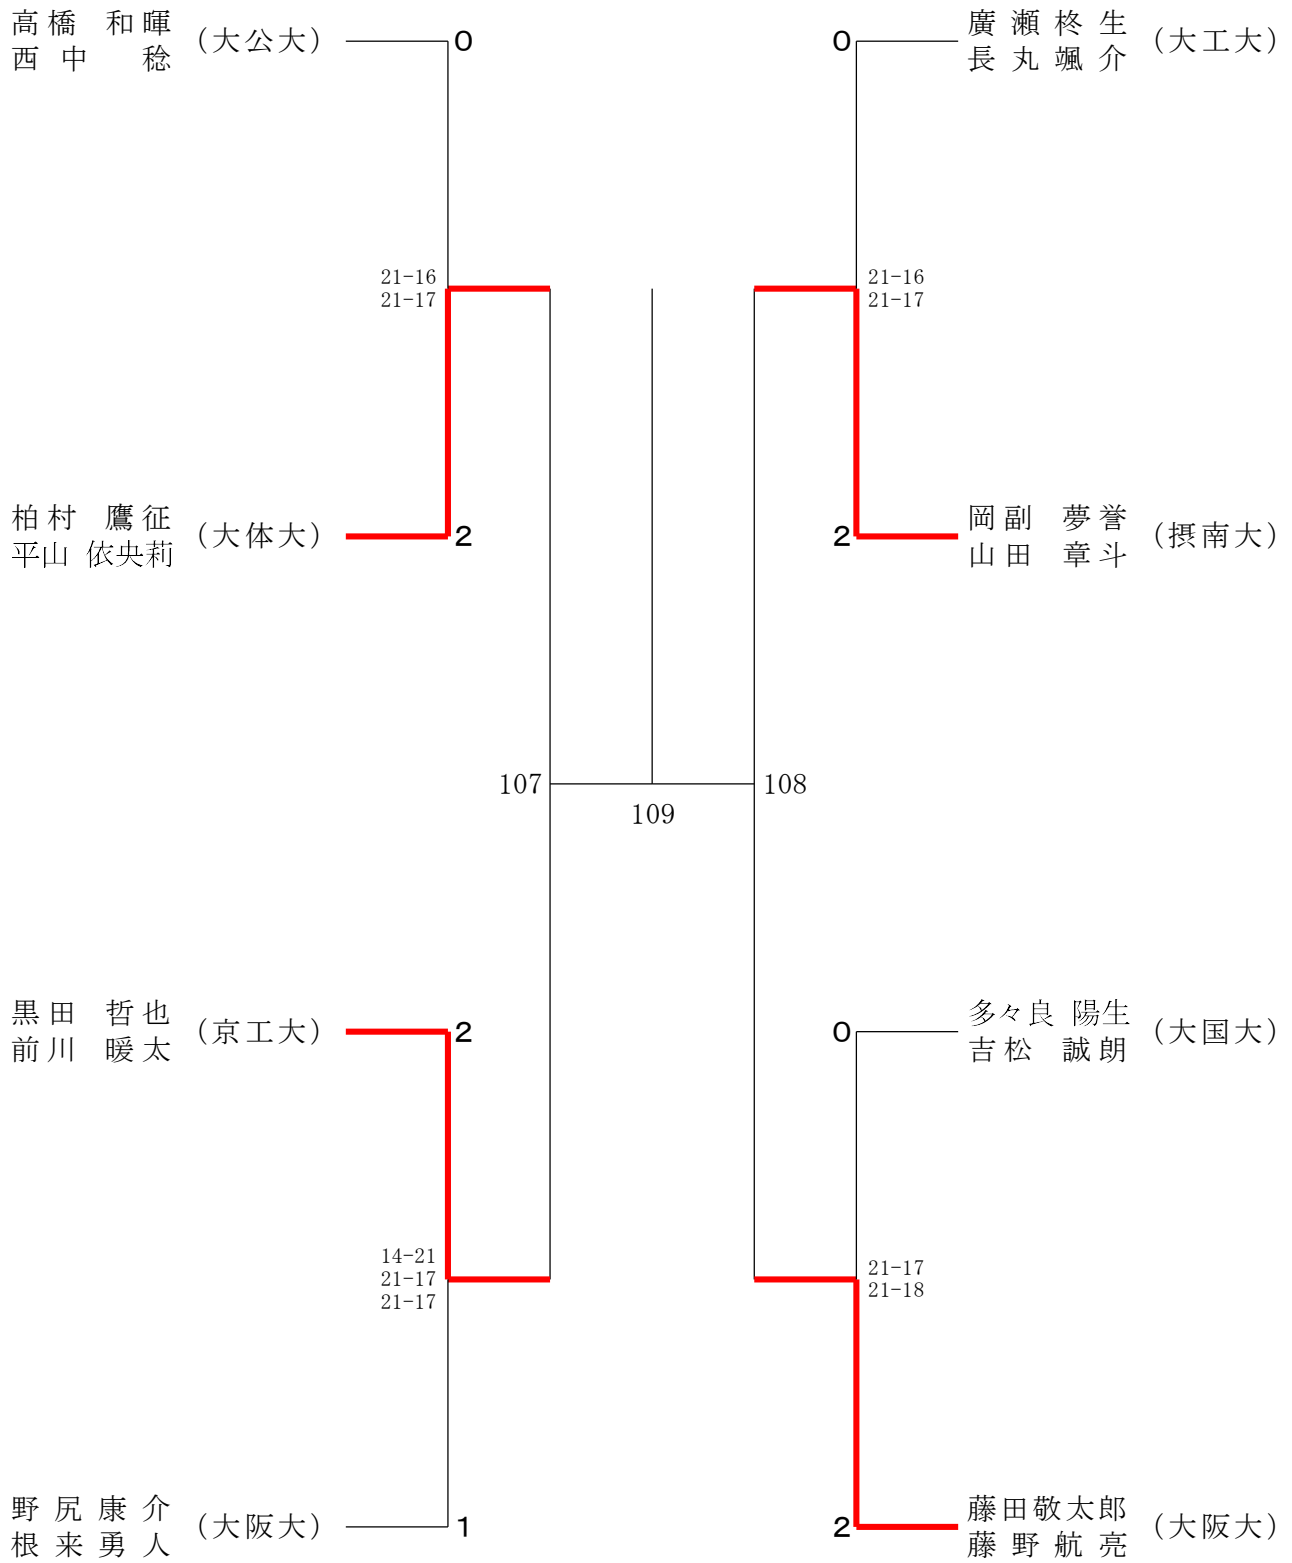 高橋 和暉
西中 稔
（大公大）
0
柏村 鷹征
平山 依央莉
（大体大）
2
21-16
21-17
黒田 哲也
前川 暖太
（京工大）
2
野尻康介
根来勇人
（大阪大）
1
14-21
21-17
21-17
107
109
108
0
廣瀬柊生
長丸颯介
（大工大）
21-16
21-17
2
岡副 夢誉
山田 章斗
（摂南大）
0
多々良 陽生
吉松 誠朗
（大国大）
21-17
21-18
2
藤田敬太郎
藤野航亮
（大阪大）